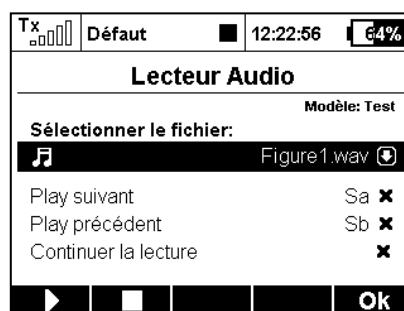 Tx Défaut 12:22:56 64%
Lecteur Audio
Modèle: Test
Sélectionner le fichier:
Figure1.wav
Play suivant Sa
Play précédent Sb
Continuer la lecture
Ok